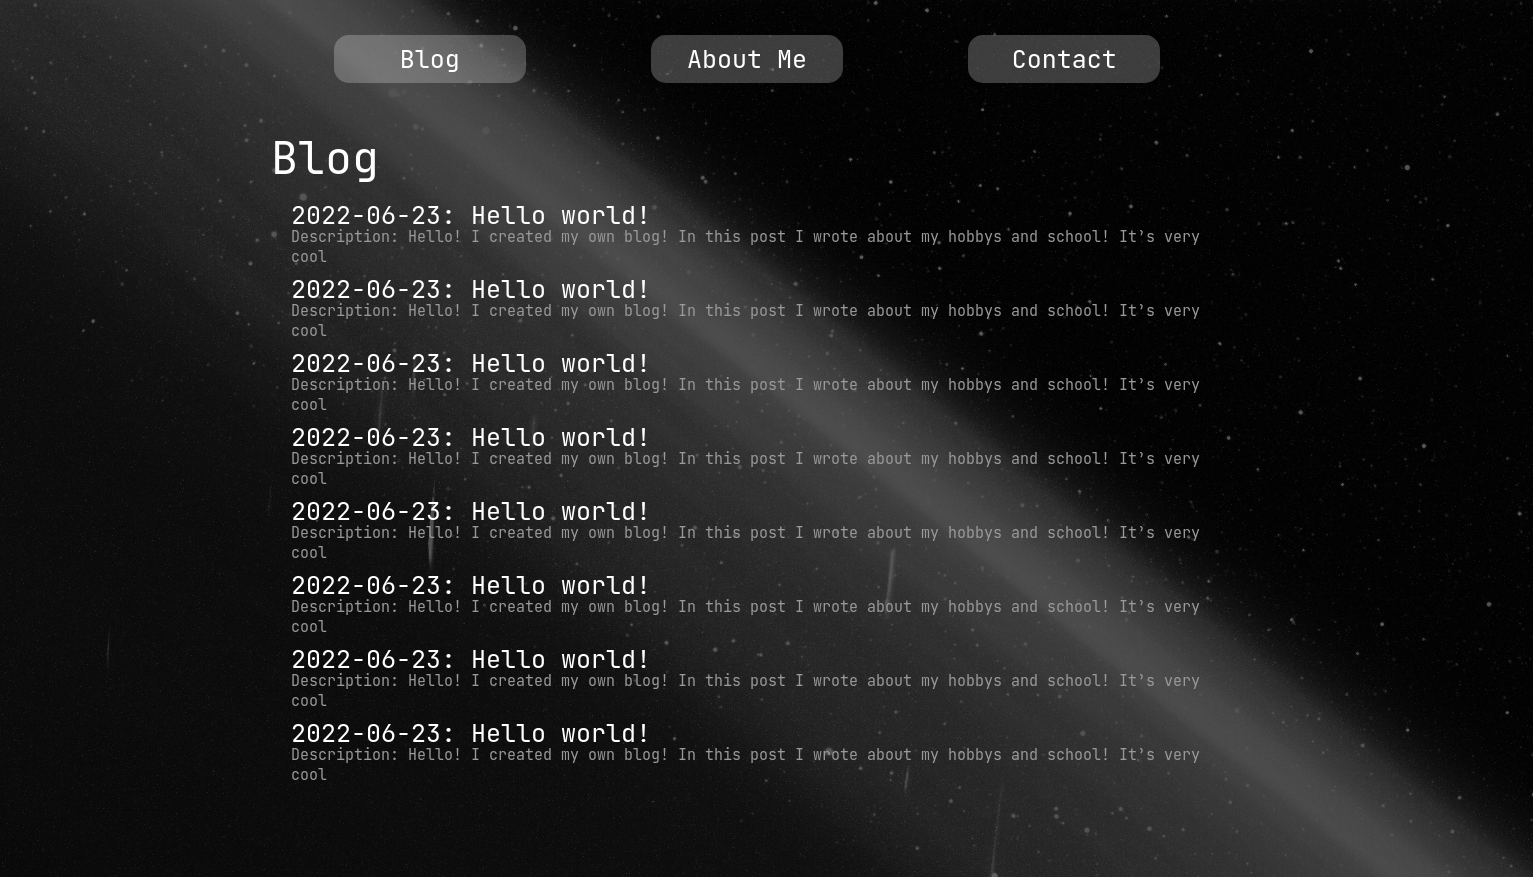 Blog About Me Contact
Blog
2022-06-23: Hello world!
Description: Hello! I created my own blog! In this post I wrote about my hobbys and school! It's very
cool
2022-06-23: Hello world!
Description: Hello! I created my own blog! In this post I wrote about my hobbys and school! It's very
cool
2022-06-23: Hello world!
Description: Hello! I created my own blog! In this post I wrote about my hobbys and school! It's very
cool
2022-06-23: Hello world!
Description: Hello! I created my own blog! In this post I wrote about my hobbys and school! It's very
cool
2022-06-23: Hello world!
Description: Hello! I created my own blog! In this post I wrote about my hobbys and school! It's very
cool
2022-06-23: Hello world!
Description: Hello! I created my own blog! In this post I wrote about my hobbys and school! It's very
cool
2022-06-23: Hello world!
Description: Hello! I created my own blog! In this post I wrote about my hobbys and school! It's very
cool
2022-06-23: Hello world!
Description: Hello! I created my own blog! In this post I wrote about my hobbys and school! It's very
cool